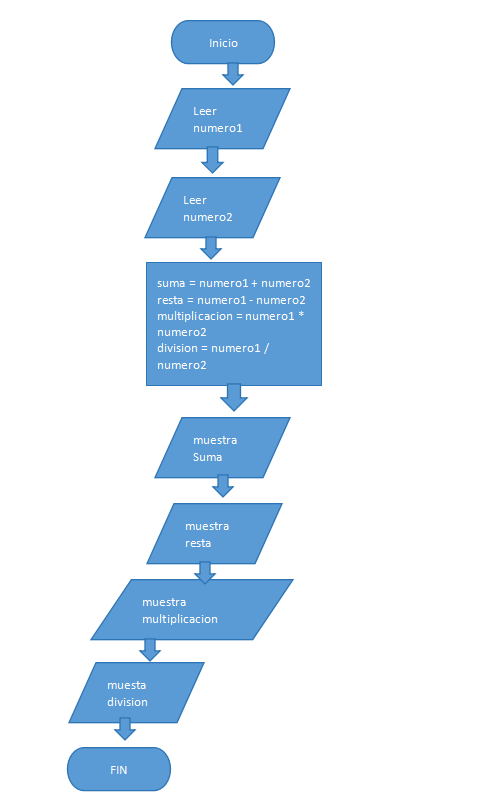 Inicio
Leer
numero1
Leer
numero2
suma = numero1 + numero2
resta = numero1 - numero2
multiplicacion = numero1 *
numero2
division = numero1 /
numero2
muestra
Suma
muestra
resta
muestra
multiplicacion
muesta
division
FIN